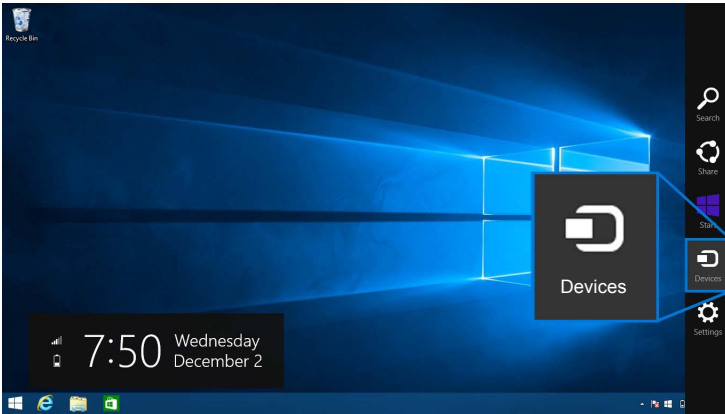 Recycle Bin
Search
Share
Start
Devices
Devices
Settings
7:50
Wednesday
December 2